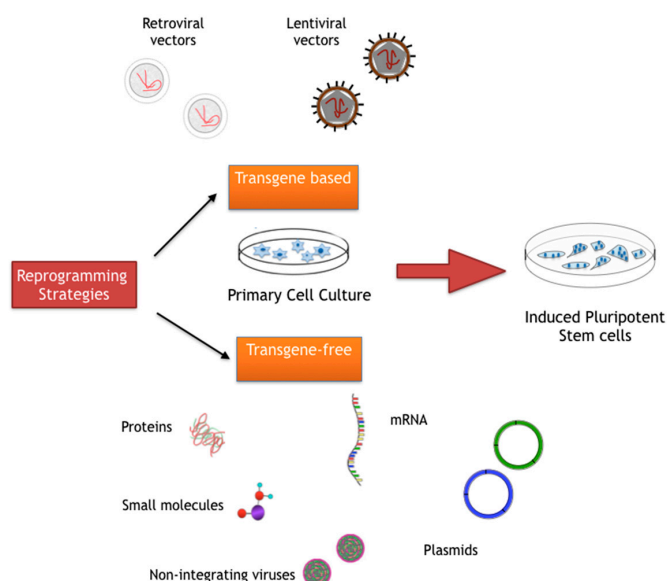 Retroviral
vectors
Lentiviral
vectors
Transgene based
Reprogramming
Strategies
Primary Cell Culture
Induced Pluripotent
Stem cells
Transgene-free
Proteins
mRNA
Small molecules
Plasmids
Non-integrating viruses